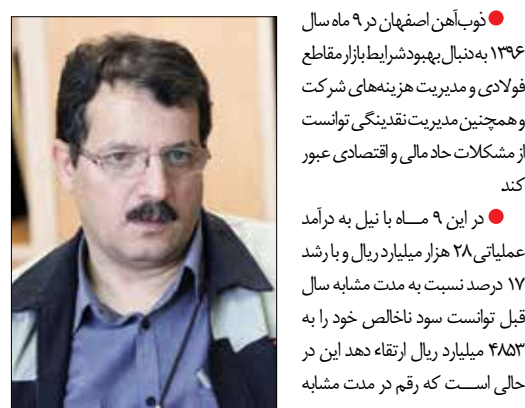 ● ذوب‌آهن اصفهان در ۹ ماه سال
۱۳۹۶ به‌دنبال بهبود شرایط بازار مقاطع
فولادی و مدیریت هزینه‌های شرکت
و همچنین مدیریت نقدینگی توانست
از مشکلات حاد مالی و اقتصادی عبور
کند
● در این ۹ مـــاه با نیل به درآمد
عملیاتی ۲۸ هزار میلیارد ریال و با رشد
۱۷ درصد نسبت به مدت مشابه سال
قبل توانست سود ناخالص خود را به
۴۸۵۳ میلیارد ریال ارتقاء دهد این در
حالی اســـت که رقم در مدت مشابه